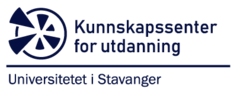 Kunnskapssenter
for utdanning
Universitetet i Stavanger